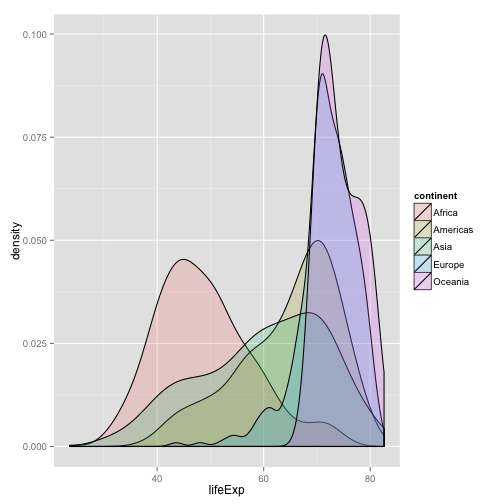 0.100
0.075
0.050
0.025
0.000
density
40 60 80
lifeExp
continent
Africa
Americas
Asia
Europe
Oceania